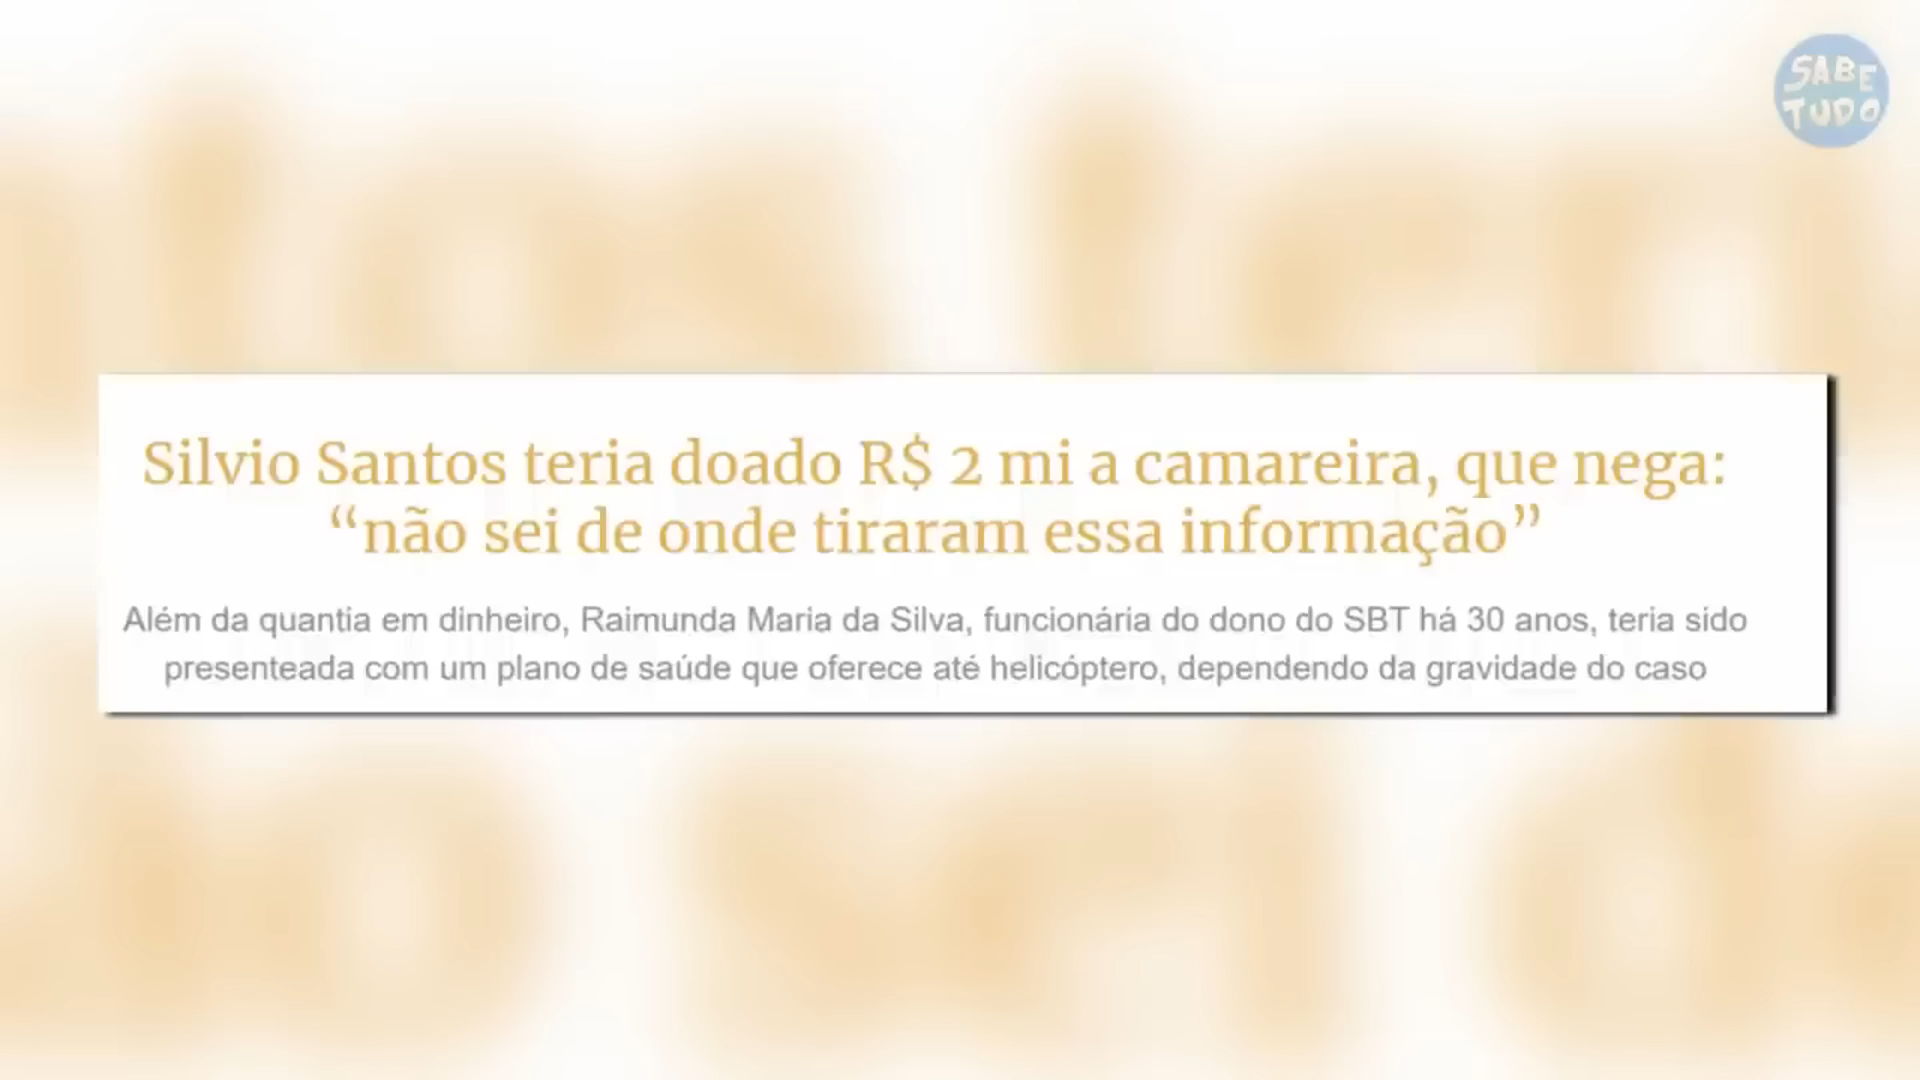 SABE
TUDO
Silvio Santos teria doado R$ 2 mi a camareira, que nega:
“não sei de onde tiraram essa informação”
Além da quantia em dinheiro, Raimunda Maria da Silva, funcionária do dono do SBT há 30 anos, teria sido
presenteada com um plano de saúde que oferece até helicóptero, dependendo da gravidade do caso